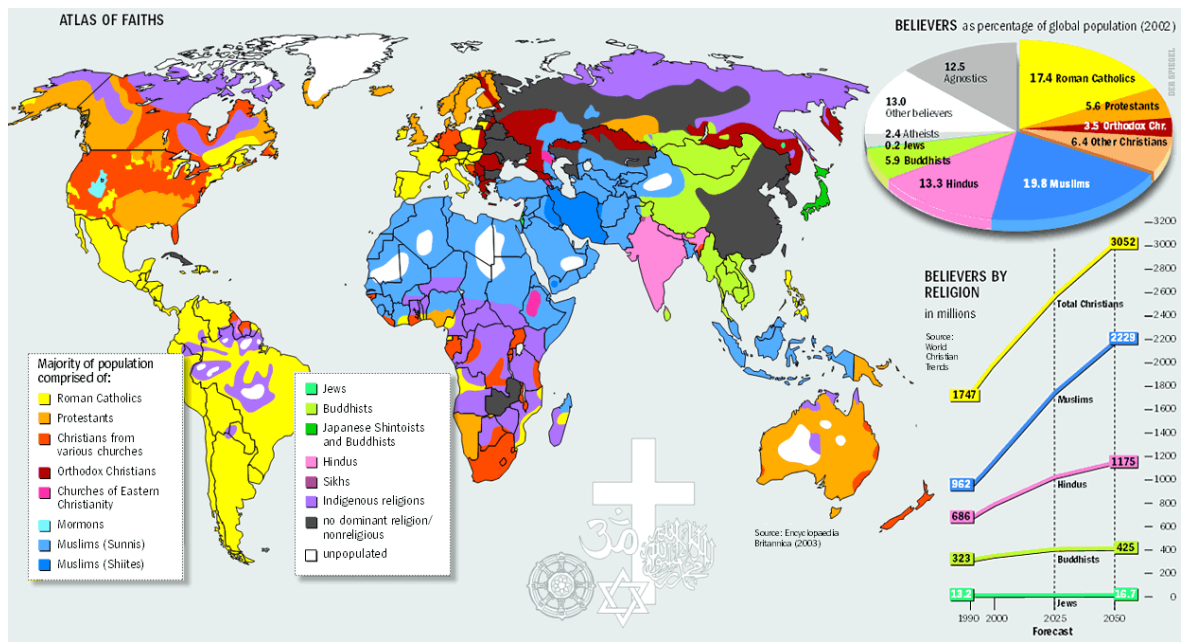 ATLAS OF FAITHS
BELIEVERS as percentage of global population (2002)
DER SPIEGEL
12.5
Agnostics
17.4 Roman Catholics
13.0
Other believers
5.6 Protestants
3.5 Orthodox Chr.
2.4 Atheists
6.4 Other Christians
0.2 Jews
5.9 Buddhists
13.3 Hindus
19.8 Muslims
Majority of population
comprised of:
Roman Catholics
Protestants
Christians from
various churches
Orthodox Christians
Churches of Eastern
Christianity
Mormons
Muslims (Sunnis)
Muslims (Shiites)
Jews
Buddhists
Japanese Shintoists
and Buddhists
Hindus
Sikhs
Indigenous religions
no dominant religion/
nonreligious
unpopulated
Source: Encyclopaedia
Britannica (2003)
BELIEVERS BY
RELIGION
in millions
Source:
World
Christian
Trends
3200
3052
3000
2800
2600
Total Christians
2400
2229
2200
2000
1747
1800
Muslims
1600
1400
1200
1175
962
Hindus
1000
800
686
600
425
400
323
Buddhists
200
13.2
16.7
0
Jews
1990 2000 2025 2050
Forecast